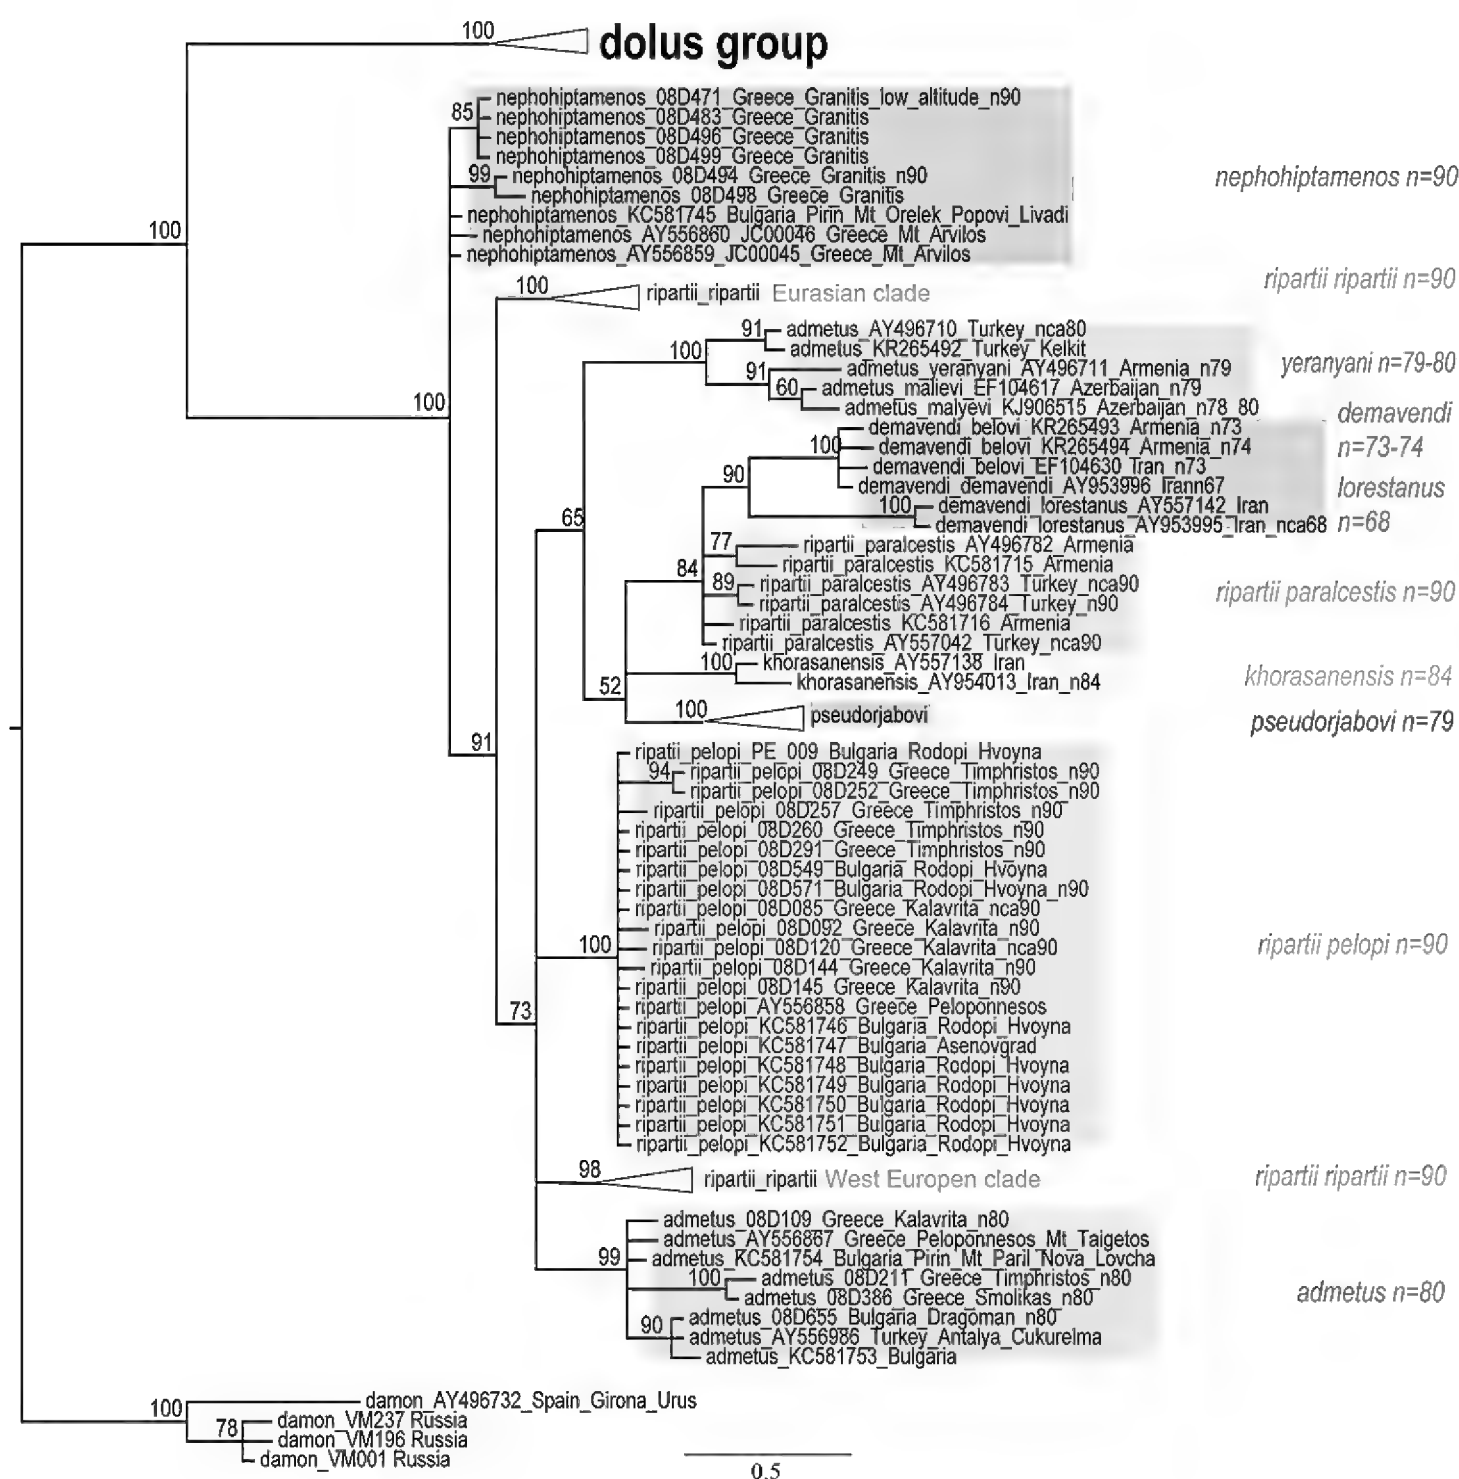 100
dolus group
nephohiptamenos_08D471_Greece_Granitis_low_altitude_n90
85
nephohiptamenos_08D483_Greece_Granitis
nephohiptamenos_08D496_Greece_Granitis
nephohiptamenos_08D499_Greece_Granitis
99
nephohiptamenos_08D494_Greece_Granitis_n90
nephohiptamenos n=90
nephohiptamenos_08D498_Greece_Granitis
nephohiptamenos_KC581745_Bulgaria_Pirin_Mt_Orelek_Popovi_Livadi
100
nephohiptamenos_AY556860_JC00046_Greece_Mt_Arvilos
nephohiptamenos_AY556859_JC00045_Greece_Mt_Arvilos
ripartii ripartii n=90
100
ripartii_ripartii Eurasian clade
91
admetus_AY496710_Turkey_nca80
100
admetus_KR265492_Turkey_Kelkit
yeranyani n=79-80
91
admetus_yeranyani_AY496711_Armenia_n79
60
admetus_malievi_EF104617_Azerbaijan_n79
100
admetus_malyevi_KJ906515_Azerbaijan_n78_80
demavendi
n=73-74
demavendi_belovi_KR265493_Armenia_n73
100
demavendi_belovi_KR265494_Armenia_n74
demavendi_belovi_EF104630_Iran_n73
90
demavendi_demavendi_AY953996_Irann67
lorestanus
n=68
100
demavendi_lorestanus_AY557142_Iran
65
demavendi_lorestanus_AY953995_Iran_nca68
77
ripartii_paralcestis_AY496782_Armenia
ripartii_paralcestis_KC581715_Armenia
84
89
ripartii_paralcestis_AY496783_Turkey_nca90
ripartii paralcestis n=90
ripartii_paralcestis_AY496784_Turkey_n90
ripartii_paralcestis_KC581716_Armenia
ripartii_paralcestis_AY557042_Turkey_nca90
100
khorasanensis_AY557138_Iran
khorasanensis n=84
52
khorasanensis_AY954013_Iran_n84
100
pseudorjabovi
pseudorjabovi n=79
91
ripatii_pelopi_PE_009_Bulgaria_Rodopi_Hvoyna
94
ripartii_pelopi_08D249_Greece_Timphristos_n90
ripartii_pelopi_08D252_Greece_Timphristos_n90
ripartii_pelopi_08D257_Greece_Timphristos_n90
ripartii_pelopi_08D260_Greece_Timphristos_n90
ripartii_pelopi_08D291_Greece_Timphristos_n90
ripartii_pelopi_08D549_Bulgaria_Rodopi_Hvoyna
ripartii_pelopi_08D571_Bulgaria_Rodopi_Hvoyna_n90
ripartii_pelopi_08D085_Greece_Kalavrita_nca90
ripartii_pelopi_08D092_Greece_Kalavrita_n90
100
ripartii_pelopi_08D120_Greece_Kalavrita_nca90
ripartii pelopi n=90
ripartii_pelopi_08D144_Greece_Kalavrita_n90
ripartii_pelopi_08D145_Greece_Kalavrita_n90
73
ripartii_pelopi_AY556858_Greece_Peloponnesos
ripartii_pelopi_KC581746_Bulgaria_Rodopi_Hvoyna
ripartii_pelopi_KC581747_Bulgaria_Asenovgrad
ripartii_pelopi_KC581748_Bulgaria_Rodopi_Hvoyna
ripartii_pelopi_KC581749_Bulgaria_Rodopi_Hvoyna
ripartii_pelopi_KC581750_Bulgaria_Rodopi_Hvoyna
ripartii_pelopi_KC581751_Bulgaria_Rodopi_Hvoyna
ripartii_pelopi_KC581752_Bulgaria_Rodopi_Hvoyna
98
ripartii_ripartii West Europen clade
ripartii ripartii n=90
admetus_08D109_Greece_Kalavrita_n80
admetus_AY556867_Greece_Peloponnesos_Mt_Taigetos
99
admetus_KC581754_Bulgaria_Pirin_Mt_Paril_Nova_Lovcha
100
admetus_08D211_Greece_Timphristos_n80
admetus_08D386_Greece_Smolikas_n80
admetus n=80
admetus_08D655_Bulgaria_Dragoman_n80
90
admetus_AY556986_Turkey_Antalya_Cukurelma
admetus_KC581753_Bulgaria
100
damon_AY496732_Spain_Girona_Urus
78
damon_VM237 Russia
damon_VM196 Russia
damon_VM001 Russia
0.5